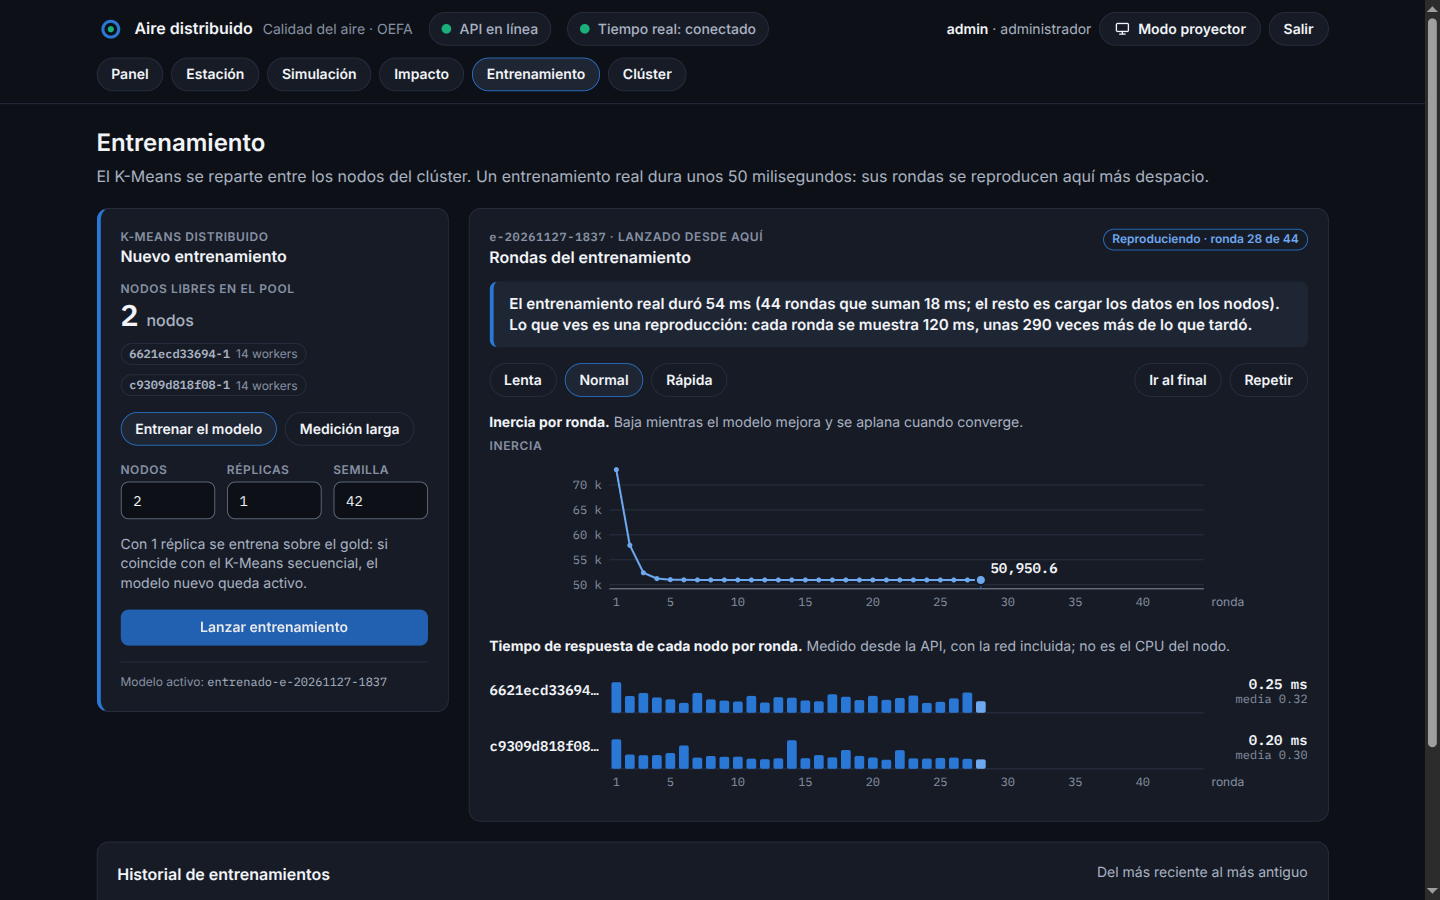 Aire distribuido Calidad del aire · OEFA API en línea Tiempo real: conectado admin · administrador Modo proyector Salir
Panel Estación Simulación Impacto Entrenamiento Clúster
Entrenamiento
El K-Means se reparte entre los nodos del clúster. Un entrenamiento real dura unos 50 milisegundos: sus rondas se reproducen aquí más despacio.
K-MEANS DISTRIBUIDO
Nuevo entrenamiento
NODOS LIBRES EN EL POOL
2 nodos
6621ecd33694-1 14 workers
c9309d818f08-1 14 workers
Entrenar el modelo Medición larga
NODOS RÉPLICAS SEMILLA
2 1 42
Con 1 réplica se entrena sobre el gold: si
coincide con el K-Means secuencial, el
modelo nuevo queda activo.
Lanzar entrenamiento
Modelo activo: entrenado-e-20261127-1837
e-20261127-1837 · LANZADO DESDE AQUÍ
Rondas del entrenamiento
Reproduciendo · ronda 28 de 44
El entrenamiento real duró 54 ms (44 rondas que suman 18 ms; el resto es cargar los datos en los nodos).
Lo que ves es una reproducción: cada ronda se muestra 120 ms, unas 290 veces más de lo que tardó.
Lenta Normal Rápida Ir al final Repetir
Inercia por ronda. Baja mientras el modelo mejora y se aplana cuando converge.
INERCIA
70 k
65 k
60 k
55 k
50 k
50,950.6
1 5 10 15 20 25 30 35 40 ronda
Tiempo de respuesta de cada nodo por ronda. Medido desde la API, con la red incluida; no es el CPU del nodo.
6621ecd33694… 0.25 ms
media 0.32
c9309d818f08… 0.20 ms
media 0.30
1 5 10 15 20 25 30 35 40 ronda
Historial de entrenamientos Del más reciente al más antiguo